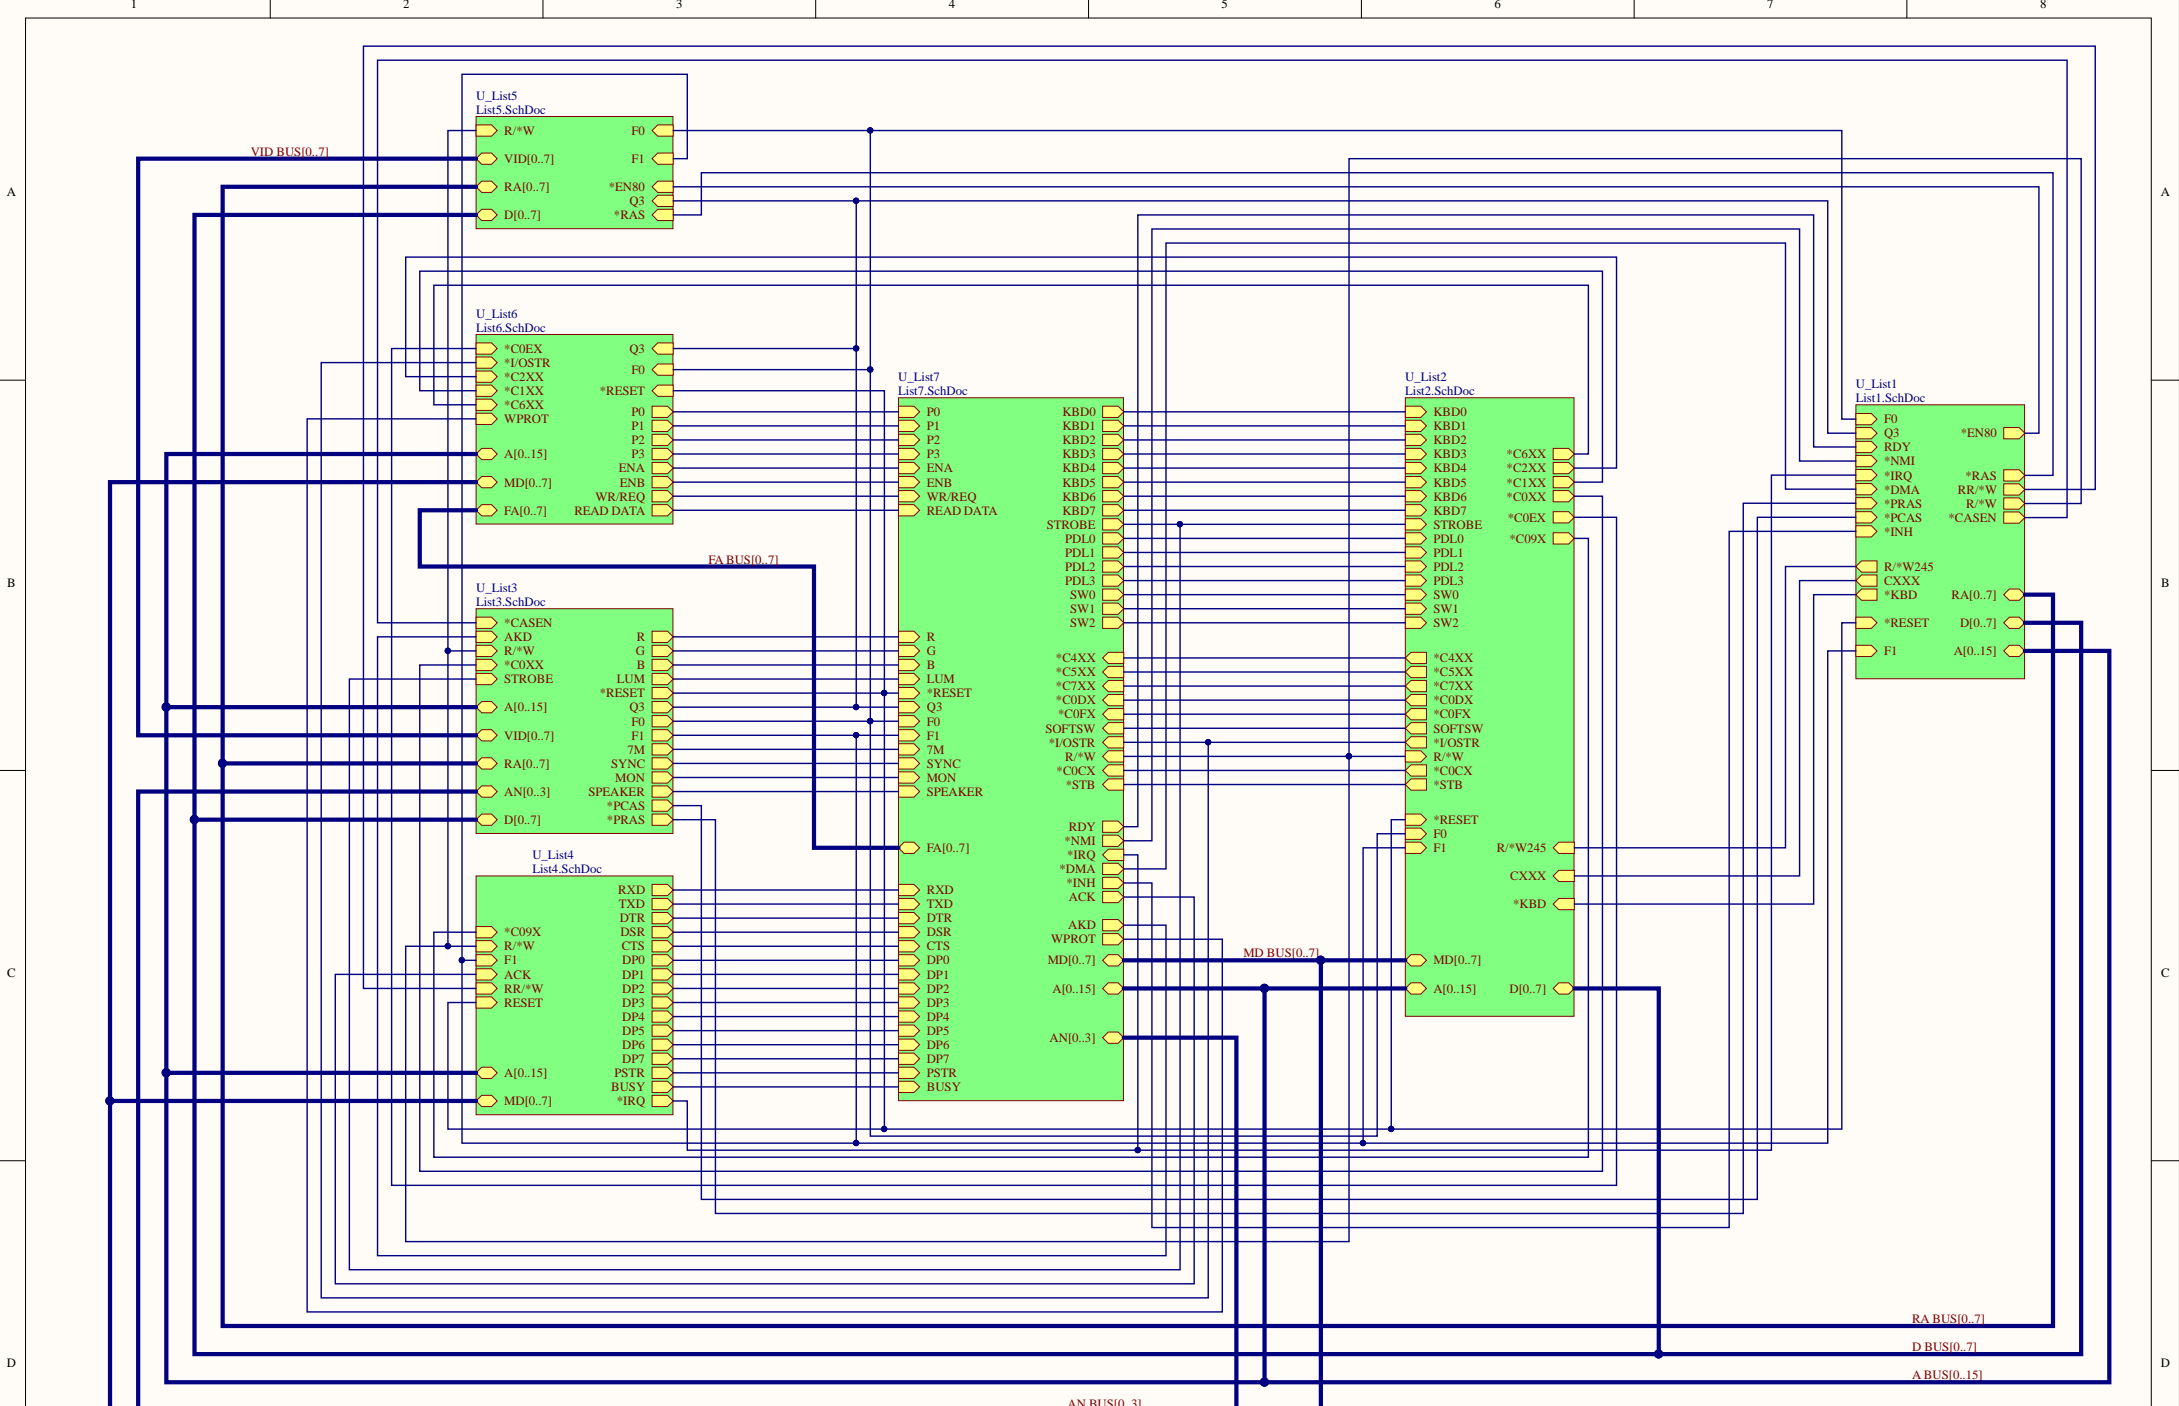 1 2 3 4 5 6 7 8
A
B
C
D
A
B
C
D
U_List5
List5.SchDoc
R/*W
VID[0..7]
RA[0..7]
D[0..7]
F0
F1
*EN80
Q3
*RAS
VID BUS[0..7]
U_List6
List6.SchDoc
*C0EX
*I/OSTR
*C2XX
*C1XX
*C6XX
WPROT
A[0..15]
MD[0..7]
FA[0..7]
Q3
F0
*RESET
P0
P1
P2
P3
ENA
ENB
WR/REQ
READ DATA
FA BUS[0..7]
U_List3
List3.SchDoc
*CASEN
AKD
R/*W
*C0XX
STROBE
A[0..15]
VID[0..7]
RA[0..7]
AN[0..3]
D[0..7]
R
G
B
LUM
*RESET
Q3
F0
F1
7M
SYNC
MON
SPEAKER
*PCAS
*PRAS
U_List4
List4.SchDoc
*C09X
R/*W
F1
ACK
RR/*W
RESET
A[0..15]
MD[0..7]
RXD
TXD
DTR
DSR
CTS
DP0
DP1
DP2
DP3
DP4
DP5
DP6
DP7
PSTR
BUSY
*IRQ
U_List7
List7.SchDoc
P0
P1
P2
P3
ENA
ENB
WR/REQ
READ DATA
R
G
B
LUM
*RESET
Q3
F0
F1
7M
SYNC
MON
SPEAKER
FA[0..7]
RXD
TXD
DTR
DSR
CTS
DP0
DP1
DP2
DP3
DP4
DP5
DP6
DP7
PSTR
BUSY
KBD0
KBD1
KBD2
KBD3
KBD4
KBD5
KBD6
KBD7
STROBE
PDL0
PDL1
PDL2
PDL3
SW0
SW1
SW2
*C4XX
*C5XX
*C7XX
*C0DX
*C0FX
SOFTSW
*I/OSTR
R/*W
*C0CX
*STB
RDY
*NMI
*IRQ
*DMA
*INH
ACK
AKD
WPROT
MD[0..7]
A[0..15]
AN[0..3]
MD BUS[0..7]
U_List2
List2.SchDoc
KBD0
KBD1
KBD2
KBD3
KBD4
KBD5
KBD6
KBD7
STROBE
PDL0
PDL1
PDL2
PDL3
SW0
SW1
SW2
*C4XX
*C5XX
*C7XX
*C0DX
*C0FX
SOFTSW
*I/OSTR
R/*W
*C0CX
*STB
*RESET
F0
F1
MD[0..7]
A[0..15]
*C6XX
*C2XX
*C1XX
*C0XX
*C0EX
*C09X
R/*W245
CXXX
*KBD
D[0..7]
U_List1
List1.SchDoc
F0
Q3
RDY
*NMI
*IRQ
*DMA
*PRAS
*PCAS
*INH
R/*W245
CXXX
*KBD
*RESET
F1
*EN80
*RAS
RR/*W
R/*W
*CASEN
RA[0..7]
D[0..7]
A[0..15]
RA BUS[0..7]
D BUS[0..7]
A BUS[0..15]
AN BUS[0..3]